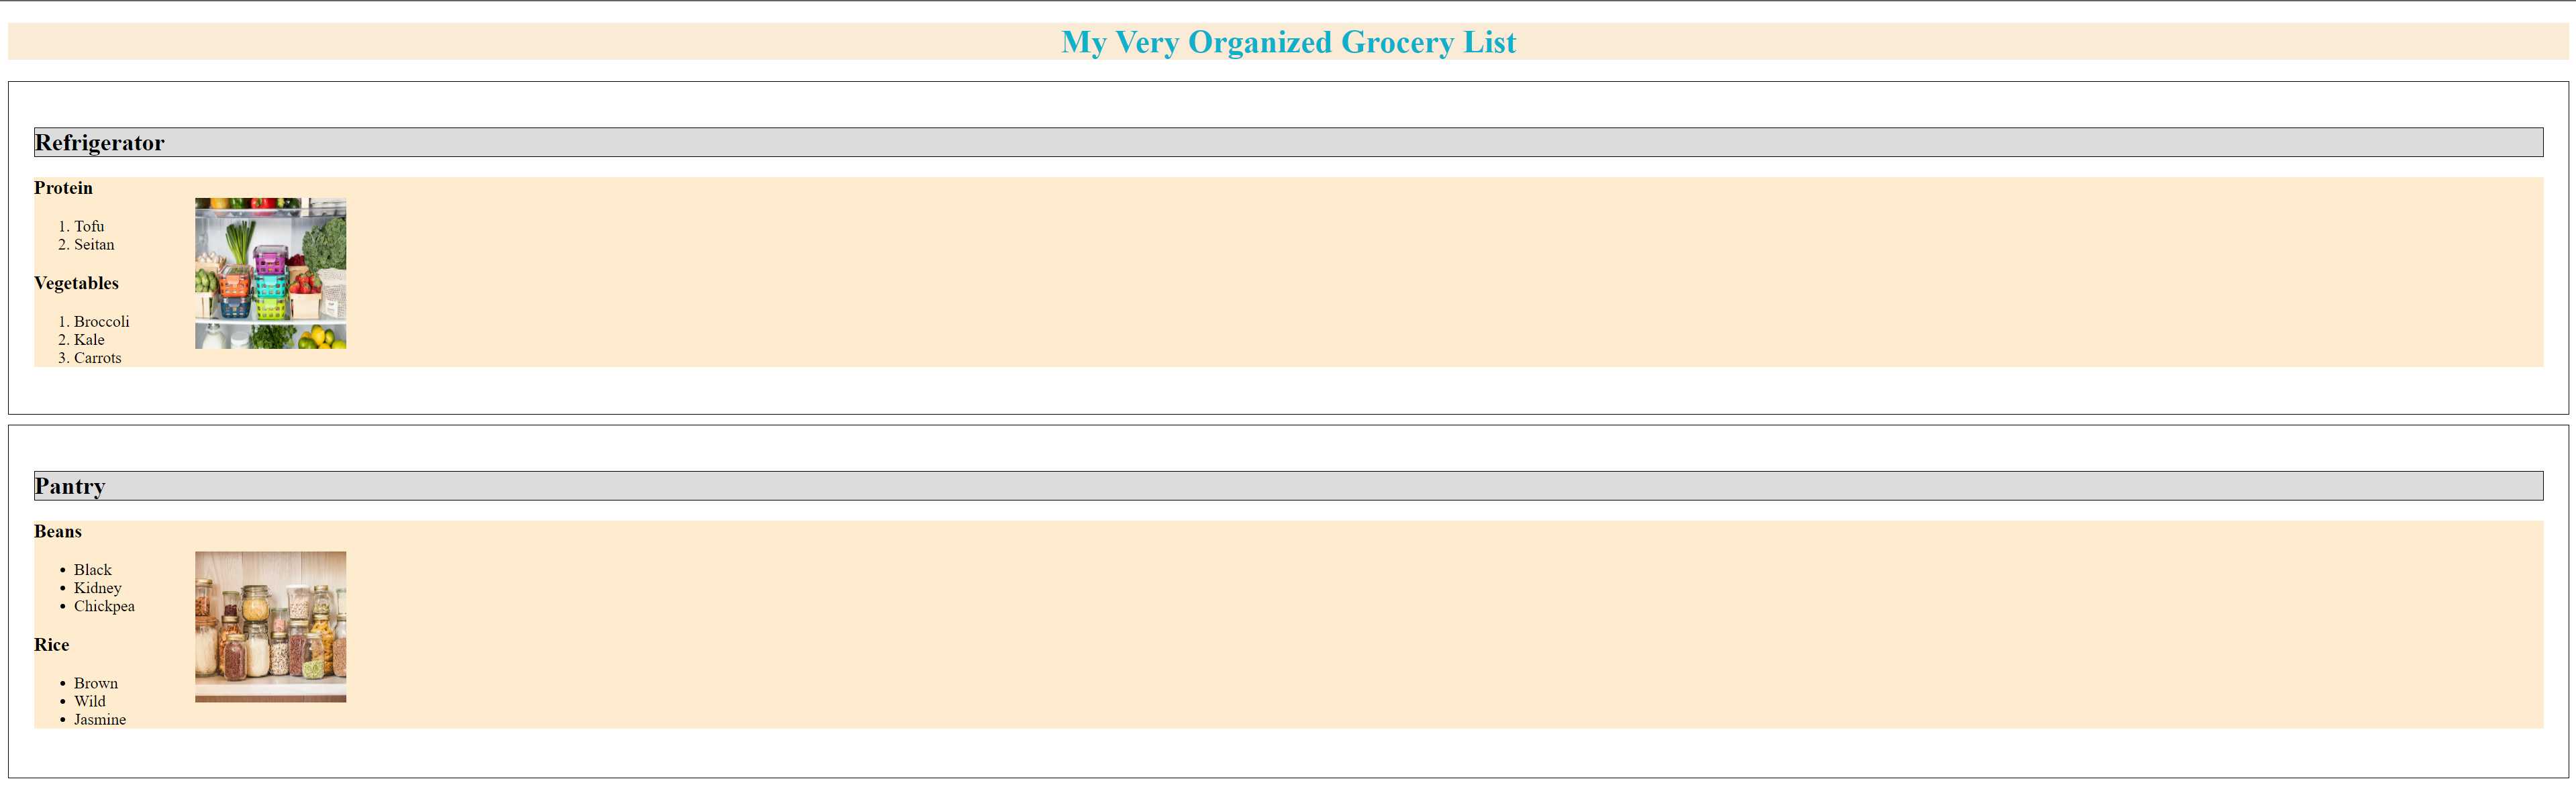 My Very Organized Grocery List
Refrigerator
Protein
1. Tofu
2. Seitan
Vegetables
1. Broccoli
2. Kale
3. Carrots
Pantry
Beans
• Black
• Kidney
• Chickpea
Rice
• Brown
• Wild
• Jasmine